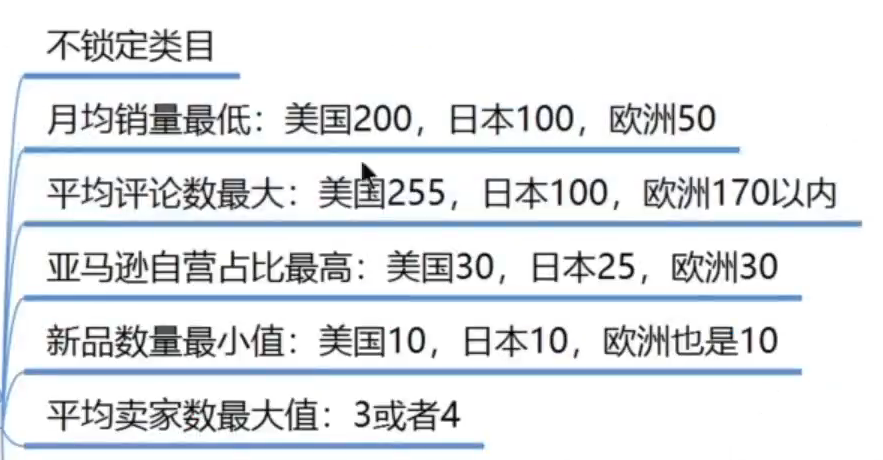 不锁定类目
月均销量最低：美国200，日本100，欧洲50
平均评论数最大：美国255，日本100，欧洲170以内
亚马逊自营占比最高：美国30，日本25，欧洲30
新品数量最小值：美国10，日本10，欧洲也是10
平均卖家数最大值：3或者4